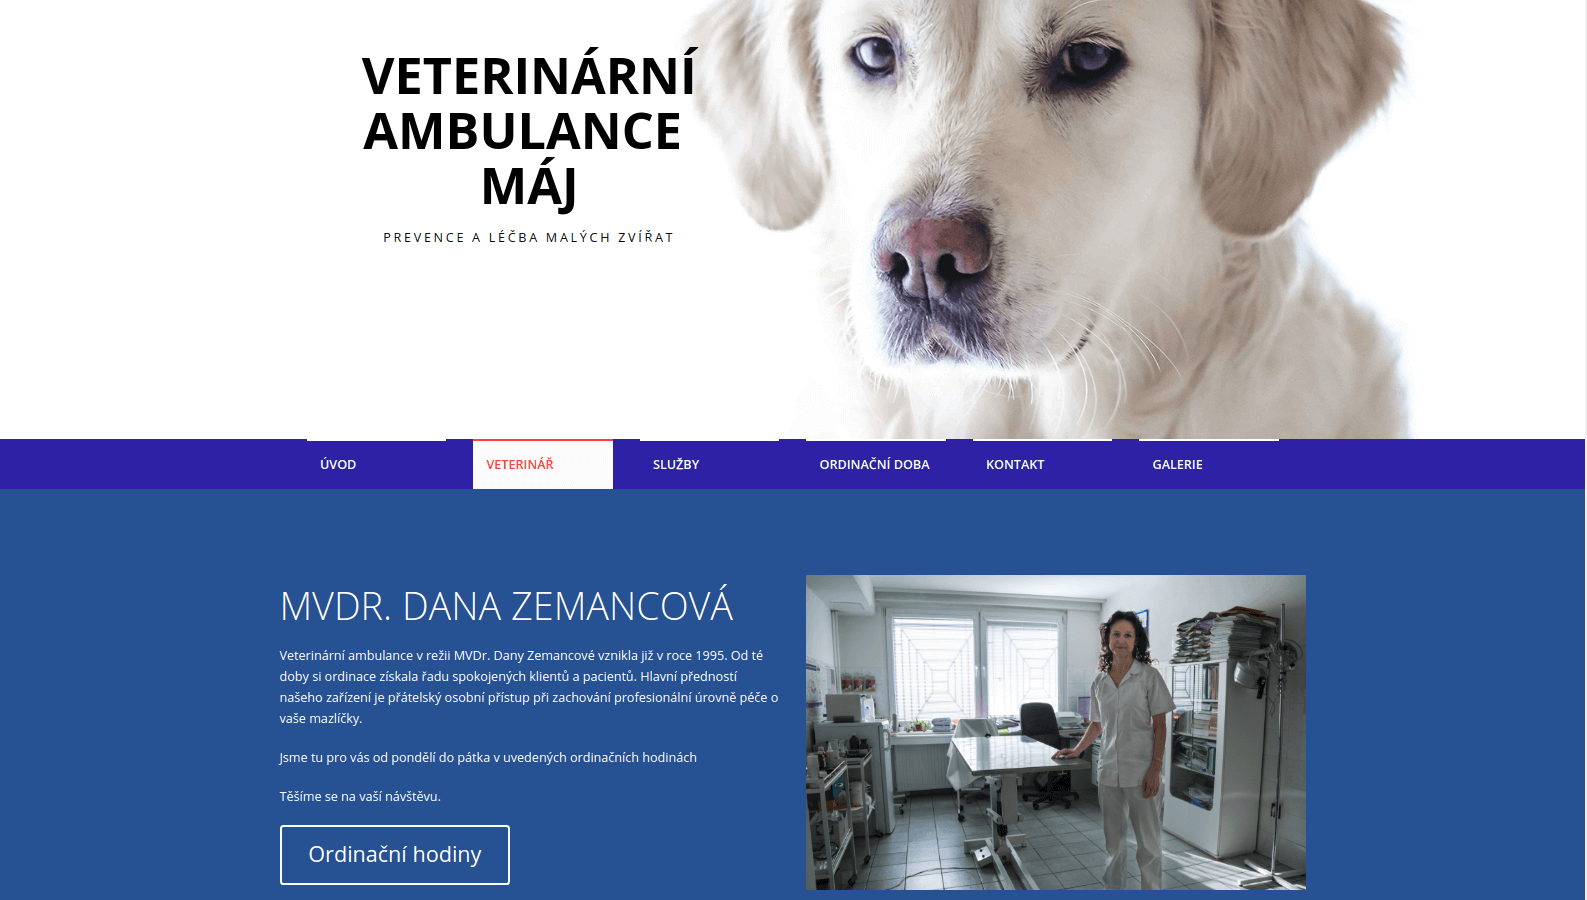 VETERINÁRNÍ
AMBULANCE
MÁJ
PREVENCE A LÉČBA MALÝCH ZVÍŘAT
ÚVOD
VETERINÁŘ
SLUŽBY
ORDINAČNÍ DOBA
KONTAKT
GALERIE
MVDR. DANA ZEMANCOVÁ
Veterinární ambulance v režii MVDr. Dany Zemancové vznikla již v roce 1995. Od té
doby si ordinace získala řadu spokojených klientů a pacientů. Hlavní předností
našeho zařízení je přátelský osobní přístup při zachování profesionální úrovně péče o
vaše mazlíčky.
Jsme tu pro vás od pondělí do pátka v uvedených ordinačních hodinách
Těšíme se na vaší návštěvu.
Ordinační hodiny